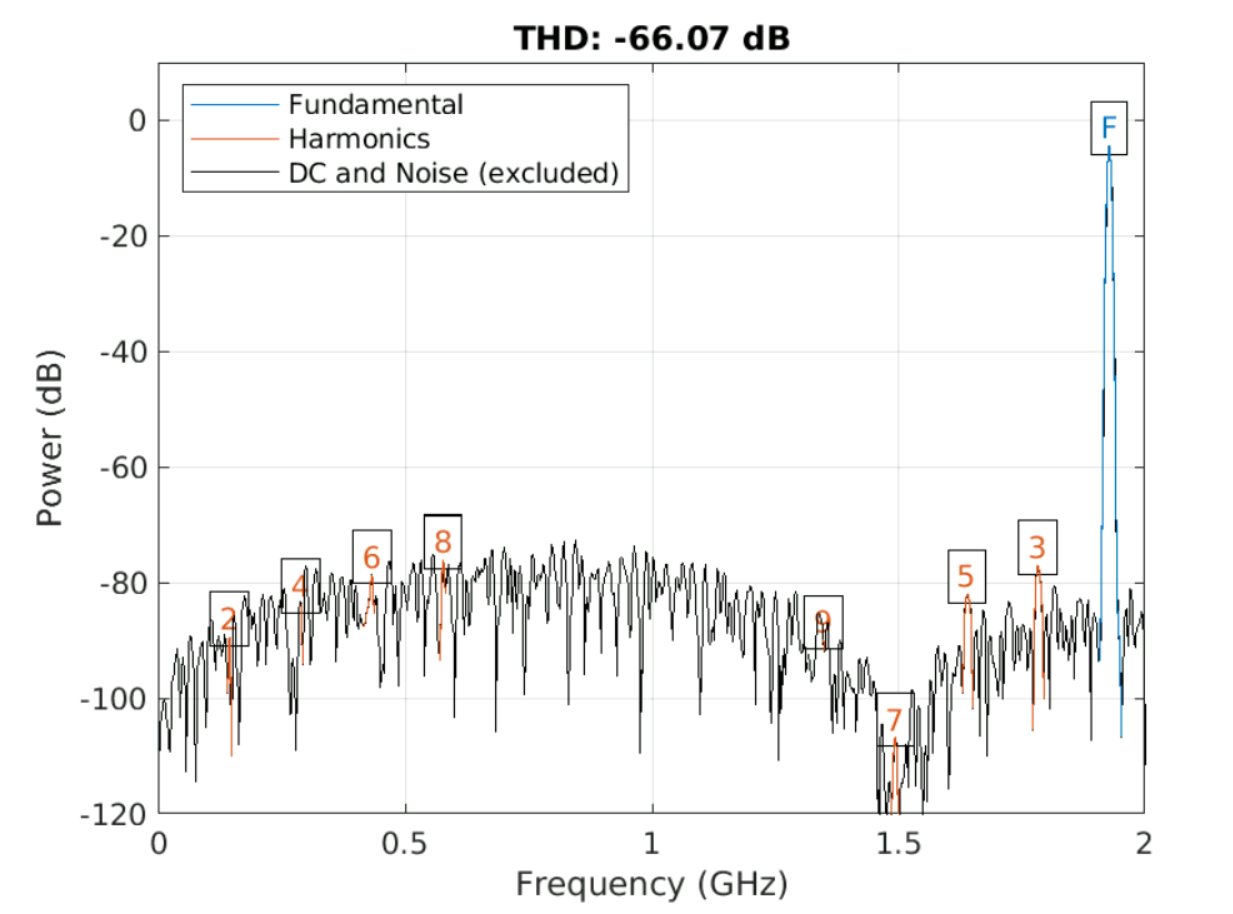 THD: -66.07 dB
Fundamental
Harmonics
DC and Noise (excluded)
F
0
-20
-40
-60
-80
-100
-120
Power (dB)
2
4
6
8
9
7
5
3
0
0.5
1
1.5
2
Frequency (GHz)